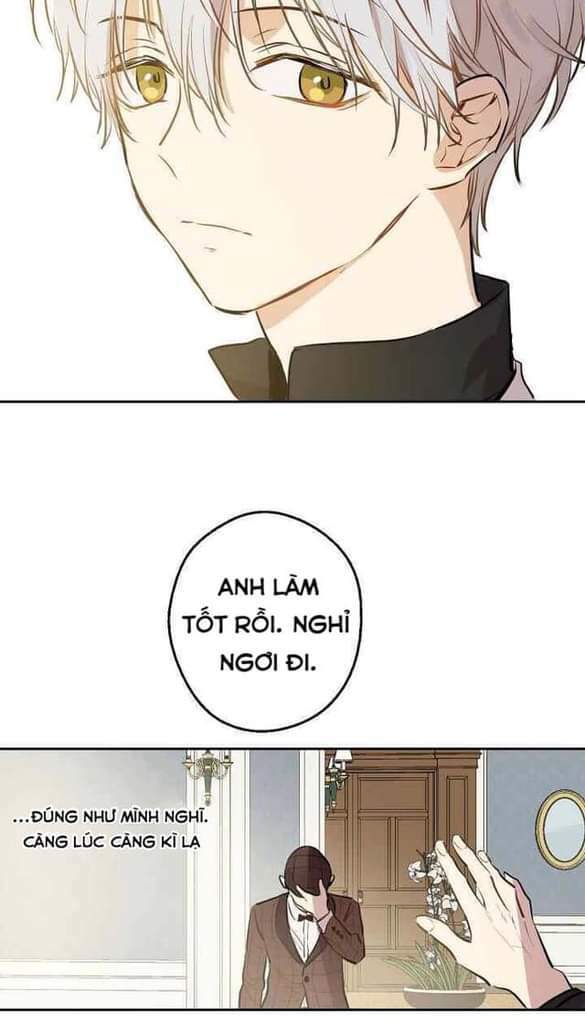 ANH LÀM
TỐT RỒI. NGHỈ
NGƠI ĐI.
...ĐÚNG NHƯ MÌNH NGHĨ.
CÀNG LÚC CÀNG KÌ LẠ